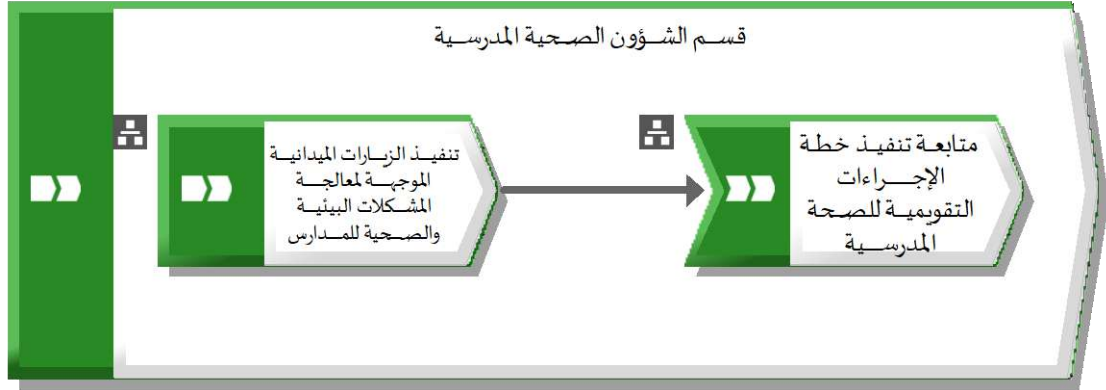 قسم الشؤون الصحية المدرسية
تنفيذ الزيارات الميدانية
الموجهة لمعالجة
المشكلات البيئية
والصحية للمدارس
متابعة تنفيذ خطة
الإجراءات
التقويمية للصحة
المدرسية